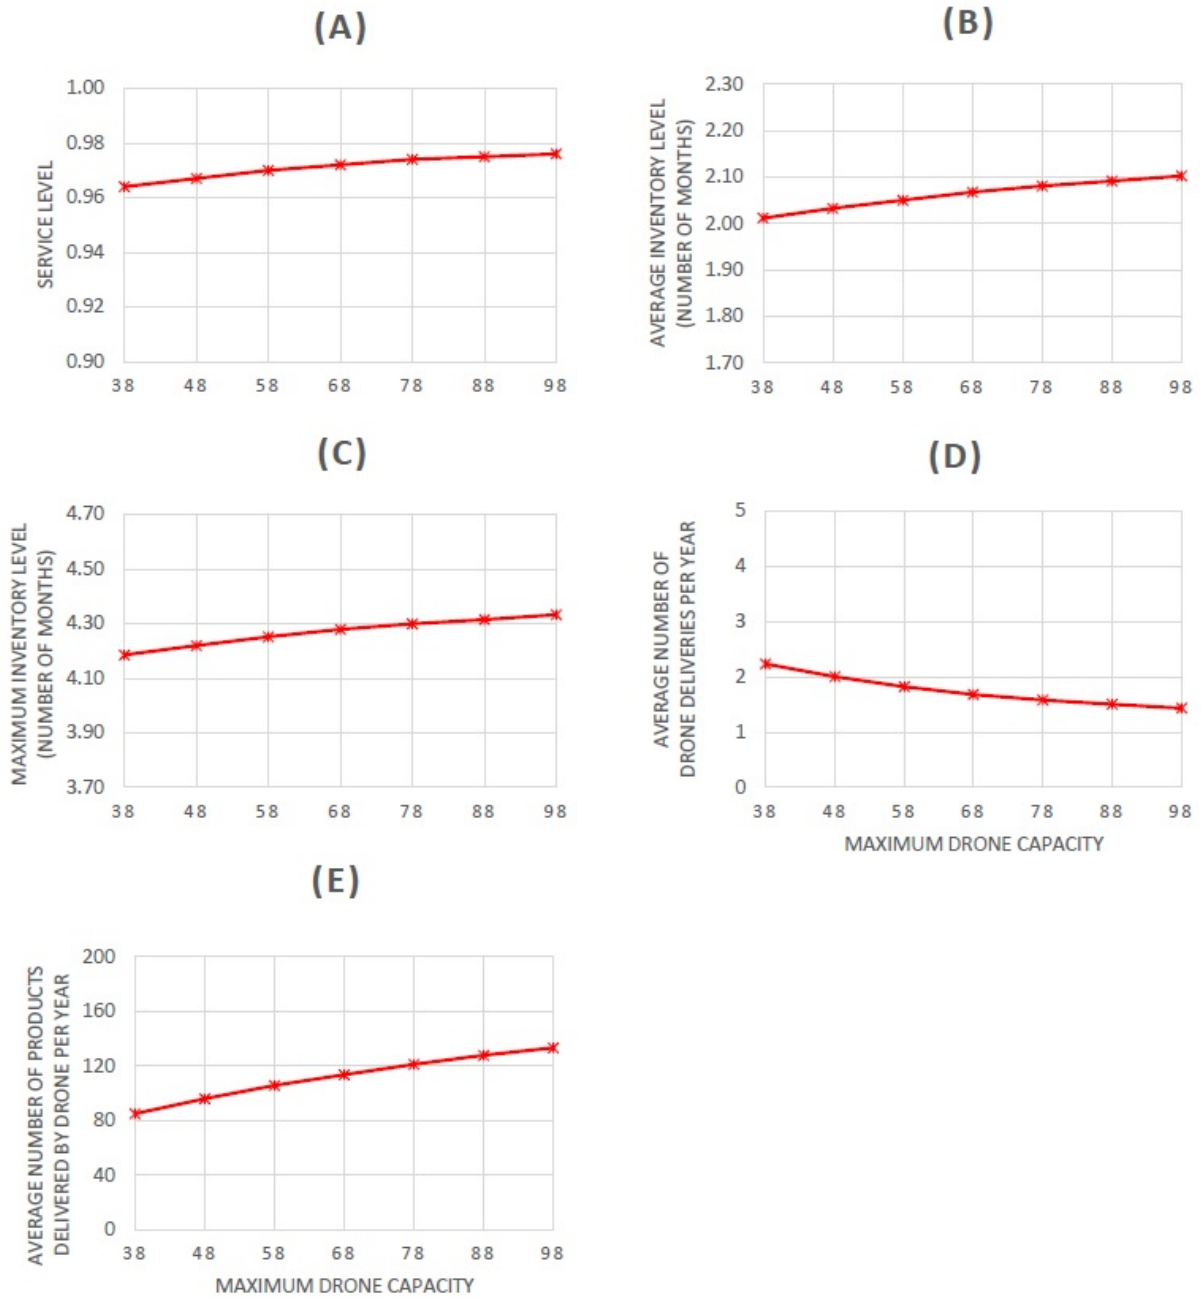 (A)
SERVICE LEVEL
1.00
0.98
0.96
0.94
0.92
0.90
38 48 58 68 78 88 98
(B)
AVERAGE INVENTORY LEVEL
(NUMBER OF MONTHS)
2.30
2.20
2.10
2.00
1.90
1.80
1.70
38 48 58 68 78 88 98
(C)
MAXIMUM INVENTORY LEVEL
(NUMBER OF MONTHS)
4.70
4.50
4.30
4.10
3.90
3.70
38 48 58 68 78 88 98
(D)
AVERAGE NUMBER OF
DRONE DELIVERIES PER YEAR
5
4
3
2
1
0
38 48 58 68 78 88 98
MAXIMUM DRONE CAPACITY
(E)
AVERAGE NUMBER OF PRODUCTS
DELIVERED BY DRONE PER YEAR
200
160
120
80
40
0
38 48 58 68 78 88 98
MAXIMUM DRONE CAPACITY